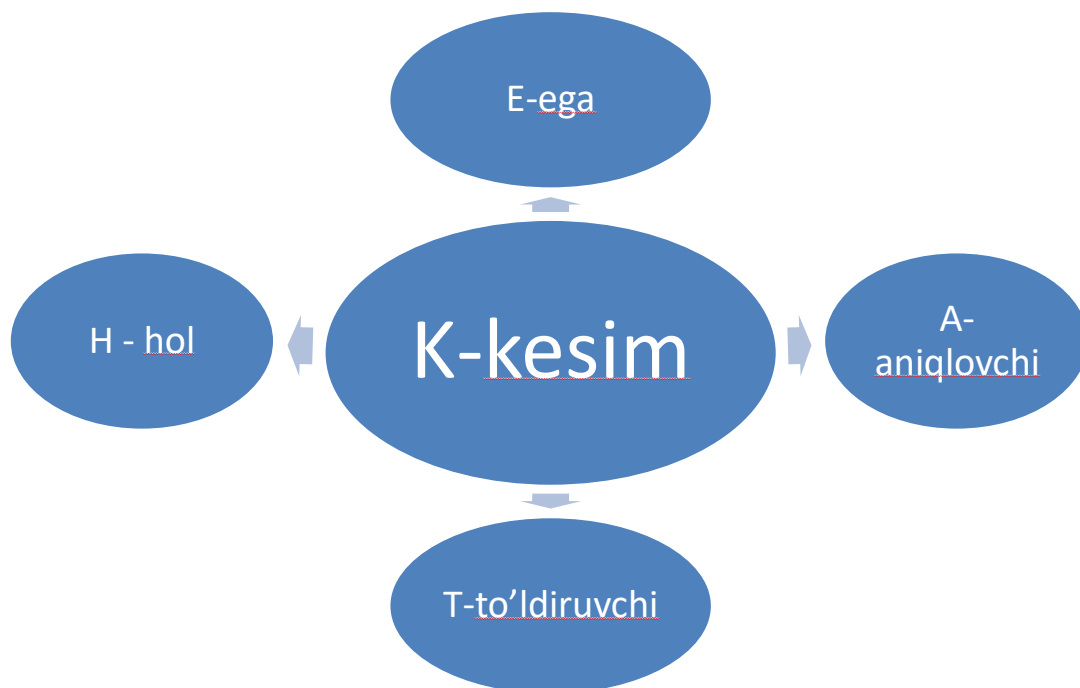 E-ega
H - hol
K-kesim
A-
aniqlovchi
T-to’ldiruvchi